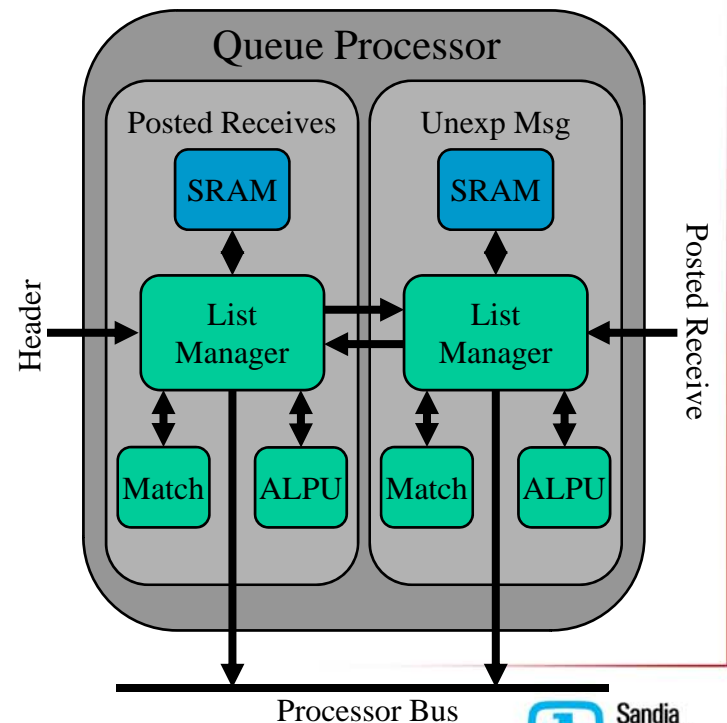 Queue Processor
Posted Receives
Unexp Msg
SRAM
SRAM
Header
List
Manager
List
Manager
Posted Receive
Match
ALPU
Match
ALPU
Processor Bus
Sandia